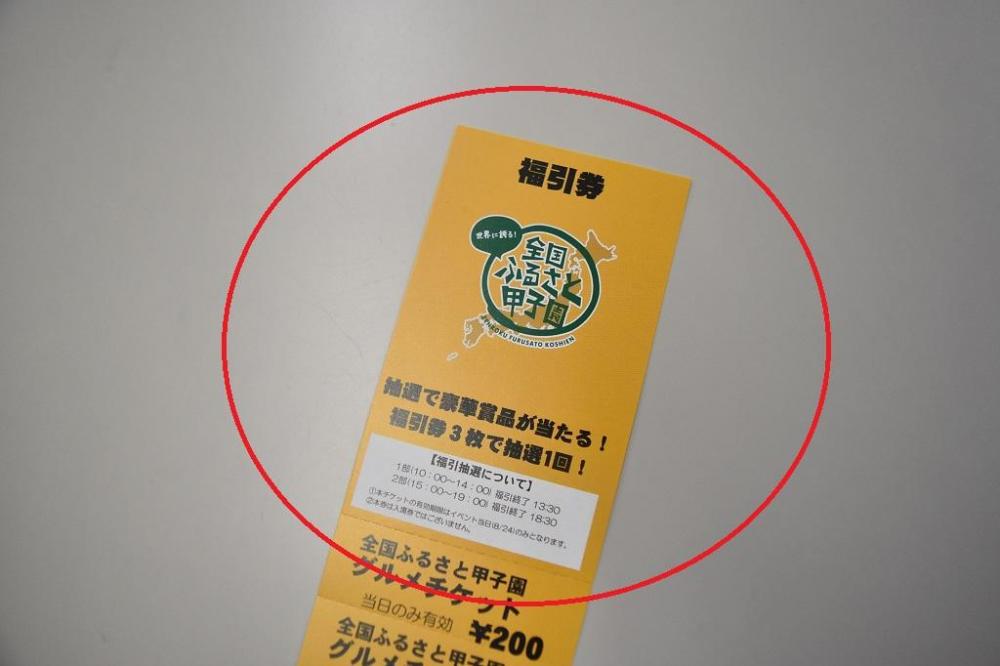 福引券
世界に誇る!
全国
ふるさと
甲子園
ZENKOKU FURUSATO KOSHIEN
抽選で豪華賞品が当たる!
福引券3枚で抽選1回!
【福引抽選について】
1部(10:00~14:00) 福引終了 13:30
2部(15:00~19:00) 福引終了 18:30
①本チケットの有効期限はイベント当日(8/24)のみとなります。
②本券は入場券ではございません。
全国ふるさと甲子園
グルメチケット
当日のみ有効 ¥200
全国ふるさと甲子園
グルメチケット